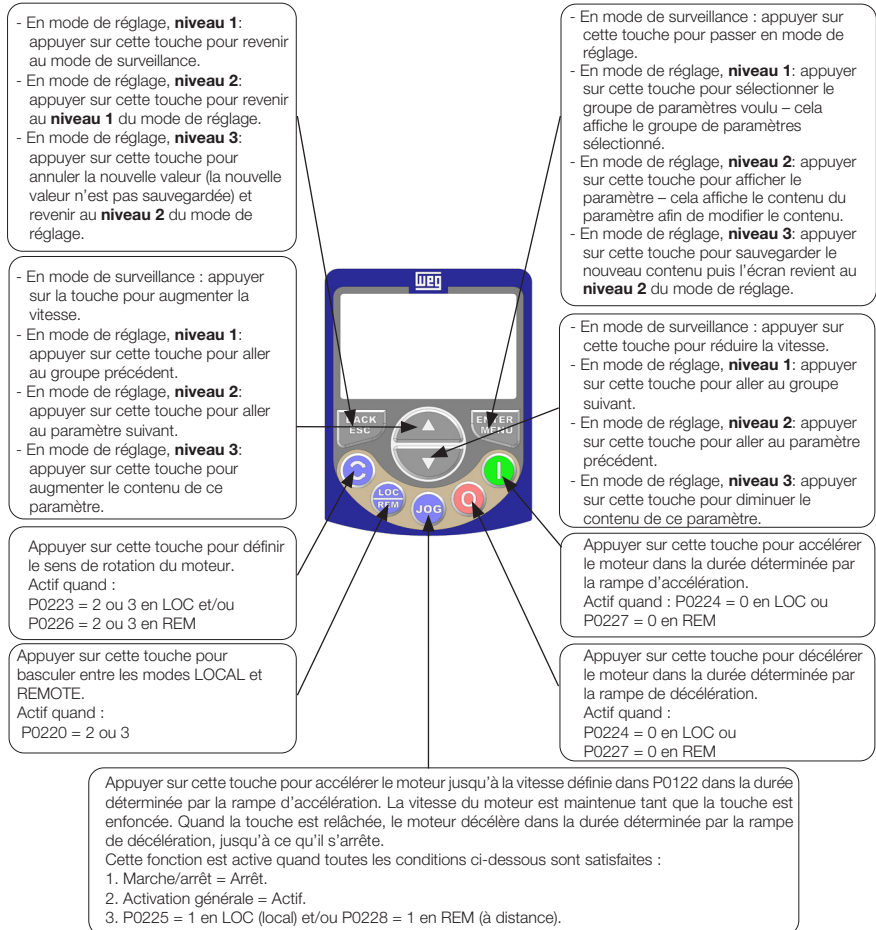 - En mode de réglage, niveau 1:
appuyer sur cette touche pour revenir
au mode de surveillance.
- En mode de réglage, niveau 2:
appuyer sur cette touche pour revenir
au niveau 1 du mode de réglage.
- En mode de réglage, niveau 3:
appuyer sur cette touche pour
annuler la nouvelle valeur (la nouvelle
valeur n'est pas sauvegardée) et
revenir au niveau 2 du mode de
réglage.
- En mode de surveillance : appuyer sur
cette touche pour passer en mode de
réglage.
- En mode de réglage, niveau 1: appuyer
sur cette touche pour sélectionner le
groupe de paramètres voulu – cela
affiche le groupe de paramètres
sélectionné.
- En mode de réglage, niveau 2: appuyer
sur cette touche pour afficher le
paramètre – cela affiche le contenu du
paramètre afin de modifier le contenu.
- En mode de réglage, niveau 3: appuyer
sur cette touche pour sauvegarder le
nouveau contenu puis l'écran revient au
niveau 2 du mode de réglage.
- En mode de surveillance : appuyer
sur la touche pour augmenter la
vitesse.
- En mode de réglage, niveau 1:
appuyer sur cette touche pour aller
au groupe précédent.
- En mode de réglage, niveau 2:
appuyer sur cette touche pour aller
au paramètre suivant.
- En mode de réglage, niveau 3:
appuyer sur cette touche pour
augmenter le contenu de ce
paramètre.
weg
BACK
ESC
ENTER
MENU
LOC
REM
JOG
- En mode de surveillance : appuyer sur
cette touche pour réduire la vitesse.
- En mode de réglage, niveau 1: appuyer
sur cette touche pour aller au groupe
suivant.
- En mode de réglage, niveau 2: appuyer
sur cette touche pour aller au paramètre
précédent.
- En mode de réglage, niveau 3: appuyer
sur cette touche pour diminuer le
contenu de ce paramètre.
Appuyer sur cette touche pour définir
le sens de rotation du moteur.
Actif quand :
P0223 = 2 ou 3 en LOC et/ou
P0226 = 2 ou 3 en REM
Appuyer sur cette touche pour accélérer
le moteur dans la durée déterminée par
la rampe d'accélération.
Actif quand : P0224 = 0 en LOC ou
P0227 = 0 en REM
Appuyer sur cette touche pour
basculer entre les modes LOCAL et
REMOTE.
Actif quand :
P0220 = 2 ou 3
Appuyer sur cette touche pour décélérer
le moteur dans la durée déterminée par
la rampe de décélération.
Actif quand :
P0224 = 0 en LOC ou
P0227 = 0 en REM
Appuyer sur cette touche pour accélérer le moteur jusqu'à la vitesse définie dans P0122 dans la durée
déterminée par la rampe d'accélération. La vitesse du moteur est maintenue tant que la touche est
enfoncée. Quand la touche est relâchée, le moteur décélère dans la durée déterminée par la rampe
de décélération, jusqu'à ce qu'il s'arrête.
Cette fonction est active quand toutes les conditions ci-dessous sont satisfaites :
1. Marche/arrêt = Arrêt.
2. Activation générale = Actif.
3. P0225 = 1 en LOC (local) et/ou P0228 = 1 en REM (à distance).